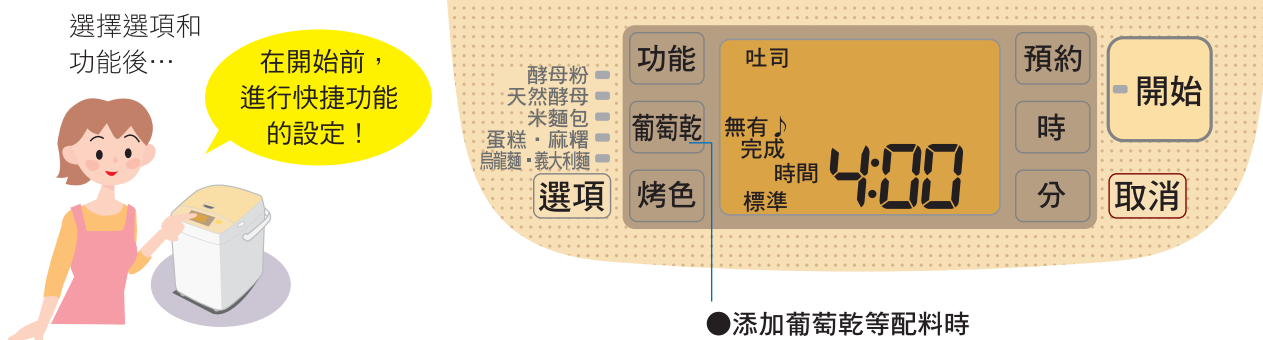 選擇選項和
功能後…
在開始前，
進行快捷功能
的設定！
酵母粉
天然酵母
米麵包
蛋糕・麻糬
烏龍麵・義大利麵
選項
功能
葡萄乾
烤色
吐司
無有♪
完成
時間 4:00
標準
預約
時
分
開始
取消
●添加葡萄乾等配料時